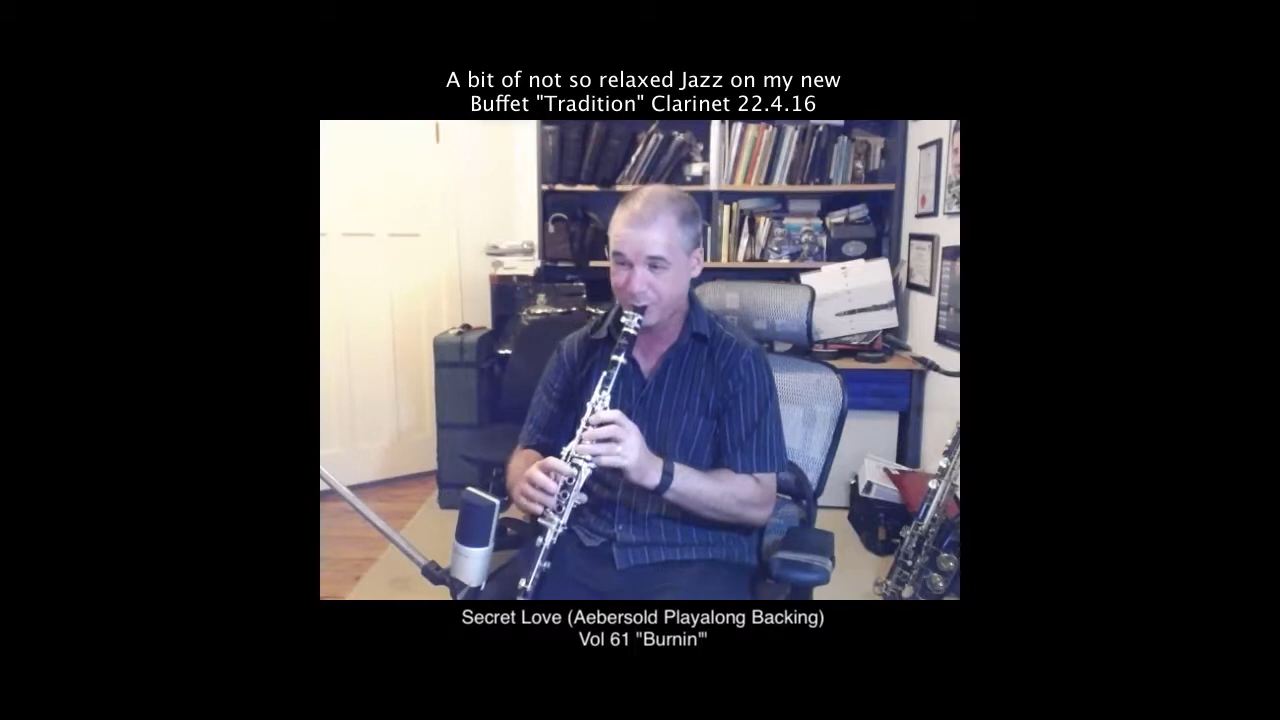 A bit of not so relaxed Jazz on my new
Buffet "Tradition" Clarinet 22.4.16
Secret Love (Aebersold Playalong Backing)
Vol 61 "Burnin'"